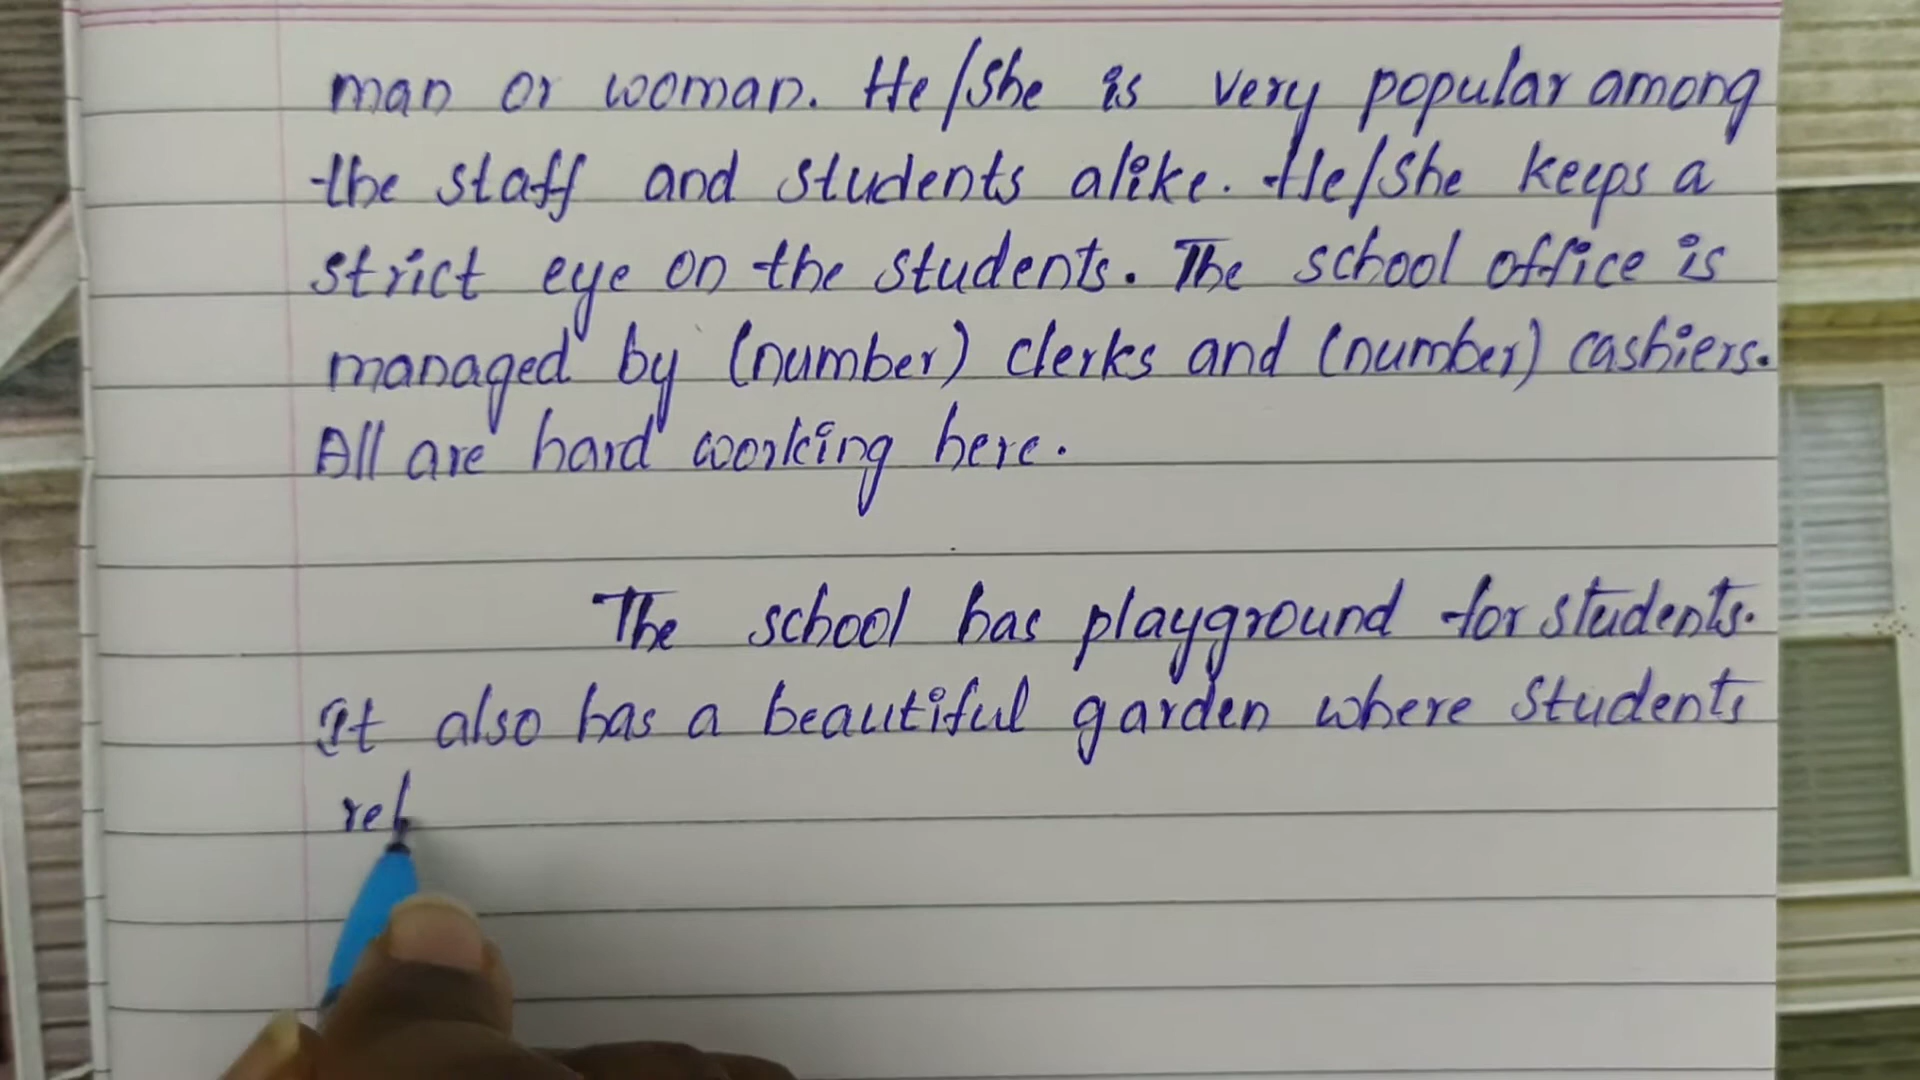 man or woman. He/She is very popular among
the staff and students alike. He/She keeps a
strict eye on the students. The school office is
managed by (number) clerks and (number) cashiers.
All are hard working here.
The school has playground for students.
It also has a beautiful garden where students